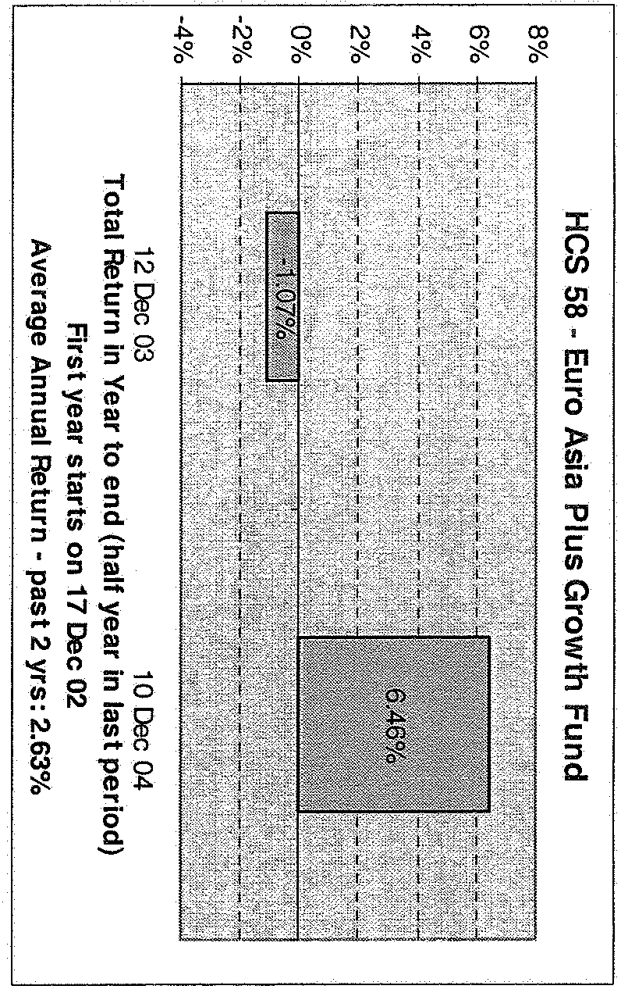 HCS 58 - Euro Asia Plus Growth Fund
8%
6%
4%
2%
-0%
-2%
-4%
-1.07%
6.46%
12 Dec 03
10 Dec 04
Total Return in Year to end (half year in last period)
First year starts on 17 Dec 02
Average Annual Return - past 2 yrs: 2.63%